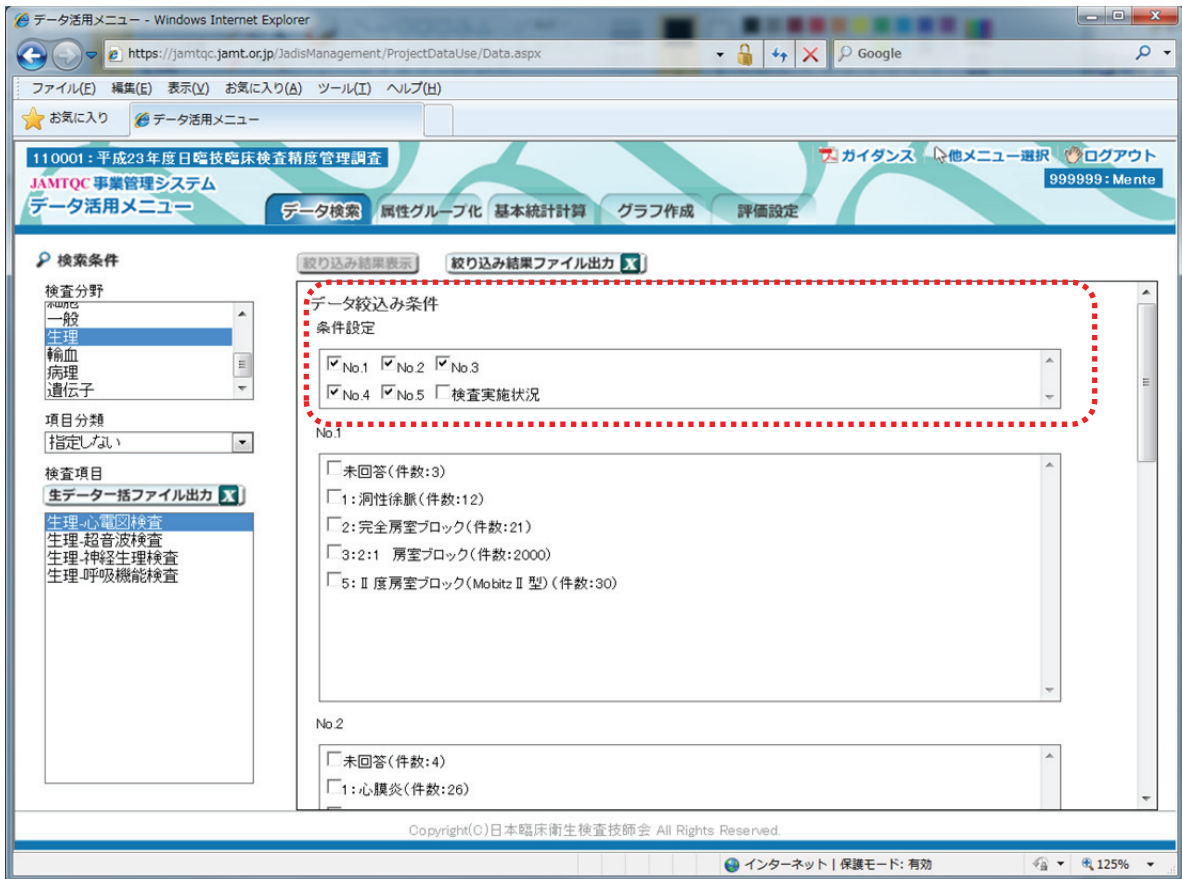 データ活用メニュー - Windows Internet Explorer
https://jamtqc.jamt.or.jp/JadisManagement/ProjectDataUse/Data.aspx
Google
ファイル(F) 編集(E) 表示(V) お気に入り(A) ツール(T) ヘルプ(H)
お気に入り データ活用メニュー
110001：平成23年度日臨技臨床検査精度管理調査
ガイダンス 他メニュー選択 ログアウト
JAMTQC 事業管理システム
999999：Mente
データ活用メニュー
データ検索 属性グループ化 基本統計計算 グラフ作成 評価設定
検索条件
絞り込み結果表示 絞り込み結果ファイル出力
検査分野
細胞
一般
生理
輸血
病理
遺伝子
項目分類
指定しない
検査項目
生データ一括ファイル出力
生理-心電図検査
生理-超音波検査
生理-神経生理検査
生理-呼吸機能検査
データ絞込み条件
条件設定
No.1 No.2 No.3
No.4 No.5 検査実施状況
No.1
未回答(件数:3)
1:洞性徐脈(件数:12)
2:完全房室ブロック(件数:21)
3:2:1 房室ブロック(件数:2000)
5:Ⅱ度房室ブロック(MobitzⅡ型)(件数:30)
No.2
未回答(件数:4)
1:心膜炎(件数:26)
Copyright(C)日本臨床衛生検査技師会 All Rights Reserved.
インターネット | 保護モード: 有効
125%